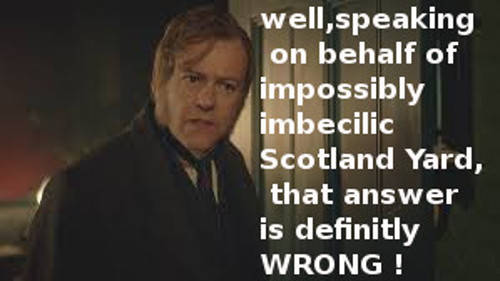 well,speaking
on behalf of
impossibly
imbecilic
Scotland Yard,
that answer
is definitly
WRONG !